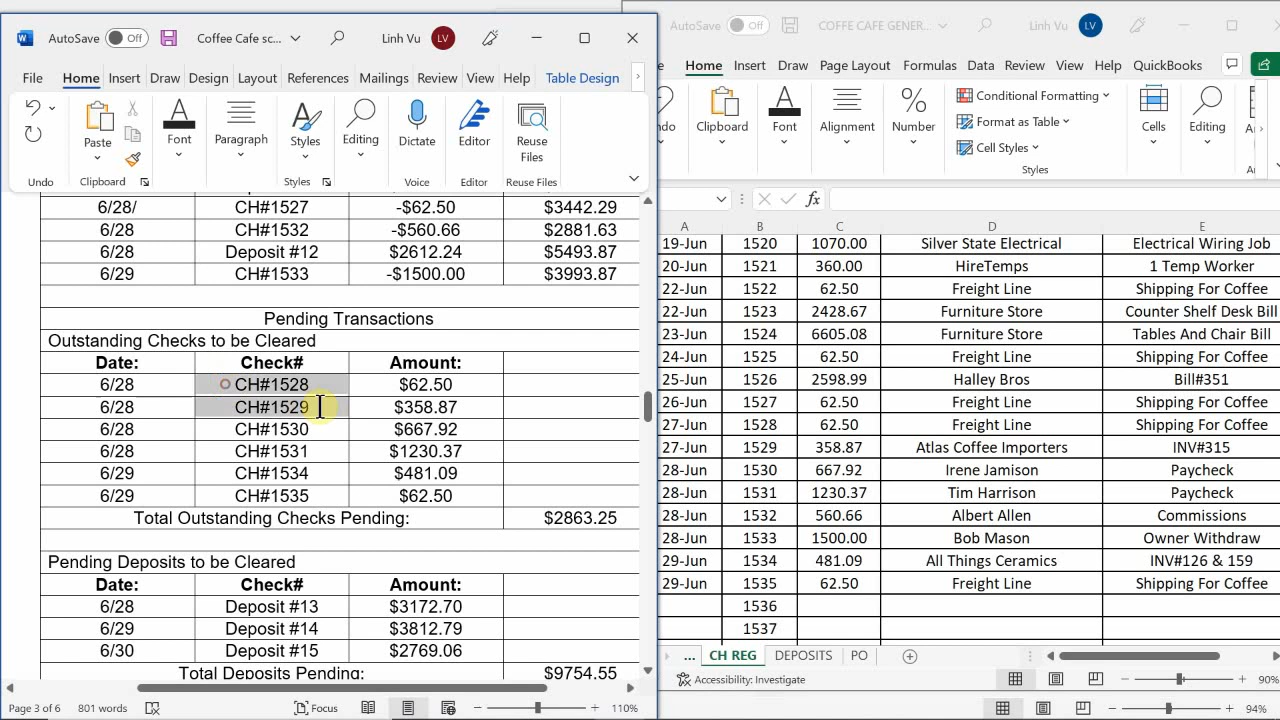 AutoSave Off Coffee Cafe sc... Linh Vu LV
File Home Insert Draw Design Layout References Mailings Review View Help Table Design
Paste Font Paragraph Styles Editing Dictate Editor Reuse Files
Undo Clipboard Styles Voice Editor Reuse Files
6/28/ CH#1527 -$62.50 $3442.29
6/28 CH#1532 -$560.66 $2881.63
6/28 Deposit #12 $2612.24 $5493.87
6/29 CH#1533 -$1500.00 $3993.87
Pending Transactions
Outstanding Checks to be Cleared
Date: Check# Amount:
6/28 CH#1528 $62.50
6/28 CH#1529 $358.87
6/28 CH#1530 $667.92
6/28 CH#1531 $1230.37
6/29 CH#1534 $481.09
6/29 CH#1535 $62.50
Total Outstanding Checks Pending: $2863.25
Pending Deposits to be Cleared
Date: Check# Amount:
6/28 Deposit #13 $3172.70
6/29 Deposit #14 $3812.79
6/30 Deposit #15 $2769.06
Total Deposits Pending: $9754.55
Page 3 of 6 801 words Focus 110%
AutoSave Off COFFE CAFE GENER... Linh Vu LV
e Home Insert Draw Page Layout Formulas Data Review View Help QuickBooks
ndo Clipboard Font Alignment Number Conditional Formatting Format as Table Cell Styles Cells Editing
Styles
fx
A B C D E
19-Jun 1520 1070.00 Silver State Electrical Electrical Wiring Job
20-Jun 1521 360.00 HireTemps 1 Temp Worker
22-Jun 1522 62.50 Freight Line Shipping For Coffee
22-Jun 1523 2428.67 Furniture Store Counter Shelf Desk Bill
23-Jun 1524 6605.08 Furniture Store Tables And Chair Bill
24-Jun 1525 62.50 Freight Line Shipping For Coffee
25-Jun 1526 2598.99 Halley Bros Bill#351
26-Jun 1527 62.50 Freight Line Shipping For Coffee
27-Jun 1528 62.50 Freight Line Shipping For Coffee
27-Jun 1529 358.87 Atlas Coffee Importers INV#315
28-Jun 1530 667.92 Irene Jamison Paycheck
28-Jun 1531 1230.37 Tim Harrison Paycheck
28-Jun 1532 560.66 Albert Allen Commissions
28-Jun 1533 1500.00 Bob Mason Owner Withdraw
29-Jun 1534 481.09 All Things Ceramics INV#126 & 159
29-Jun 1535 62.50 Freight Line Shipping For Coffee
1536
1537
... CH REG DEPOSITS PO
Accessibility: Investigate 90%
94%